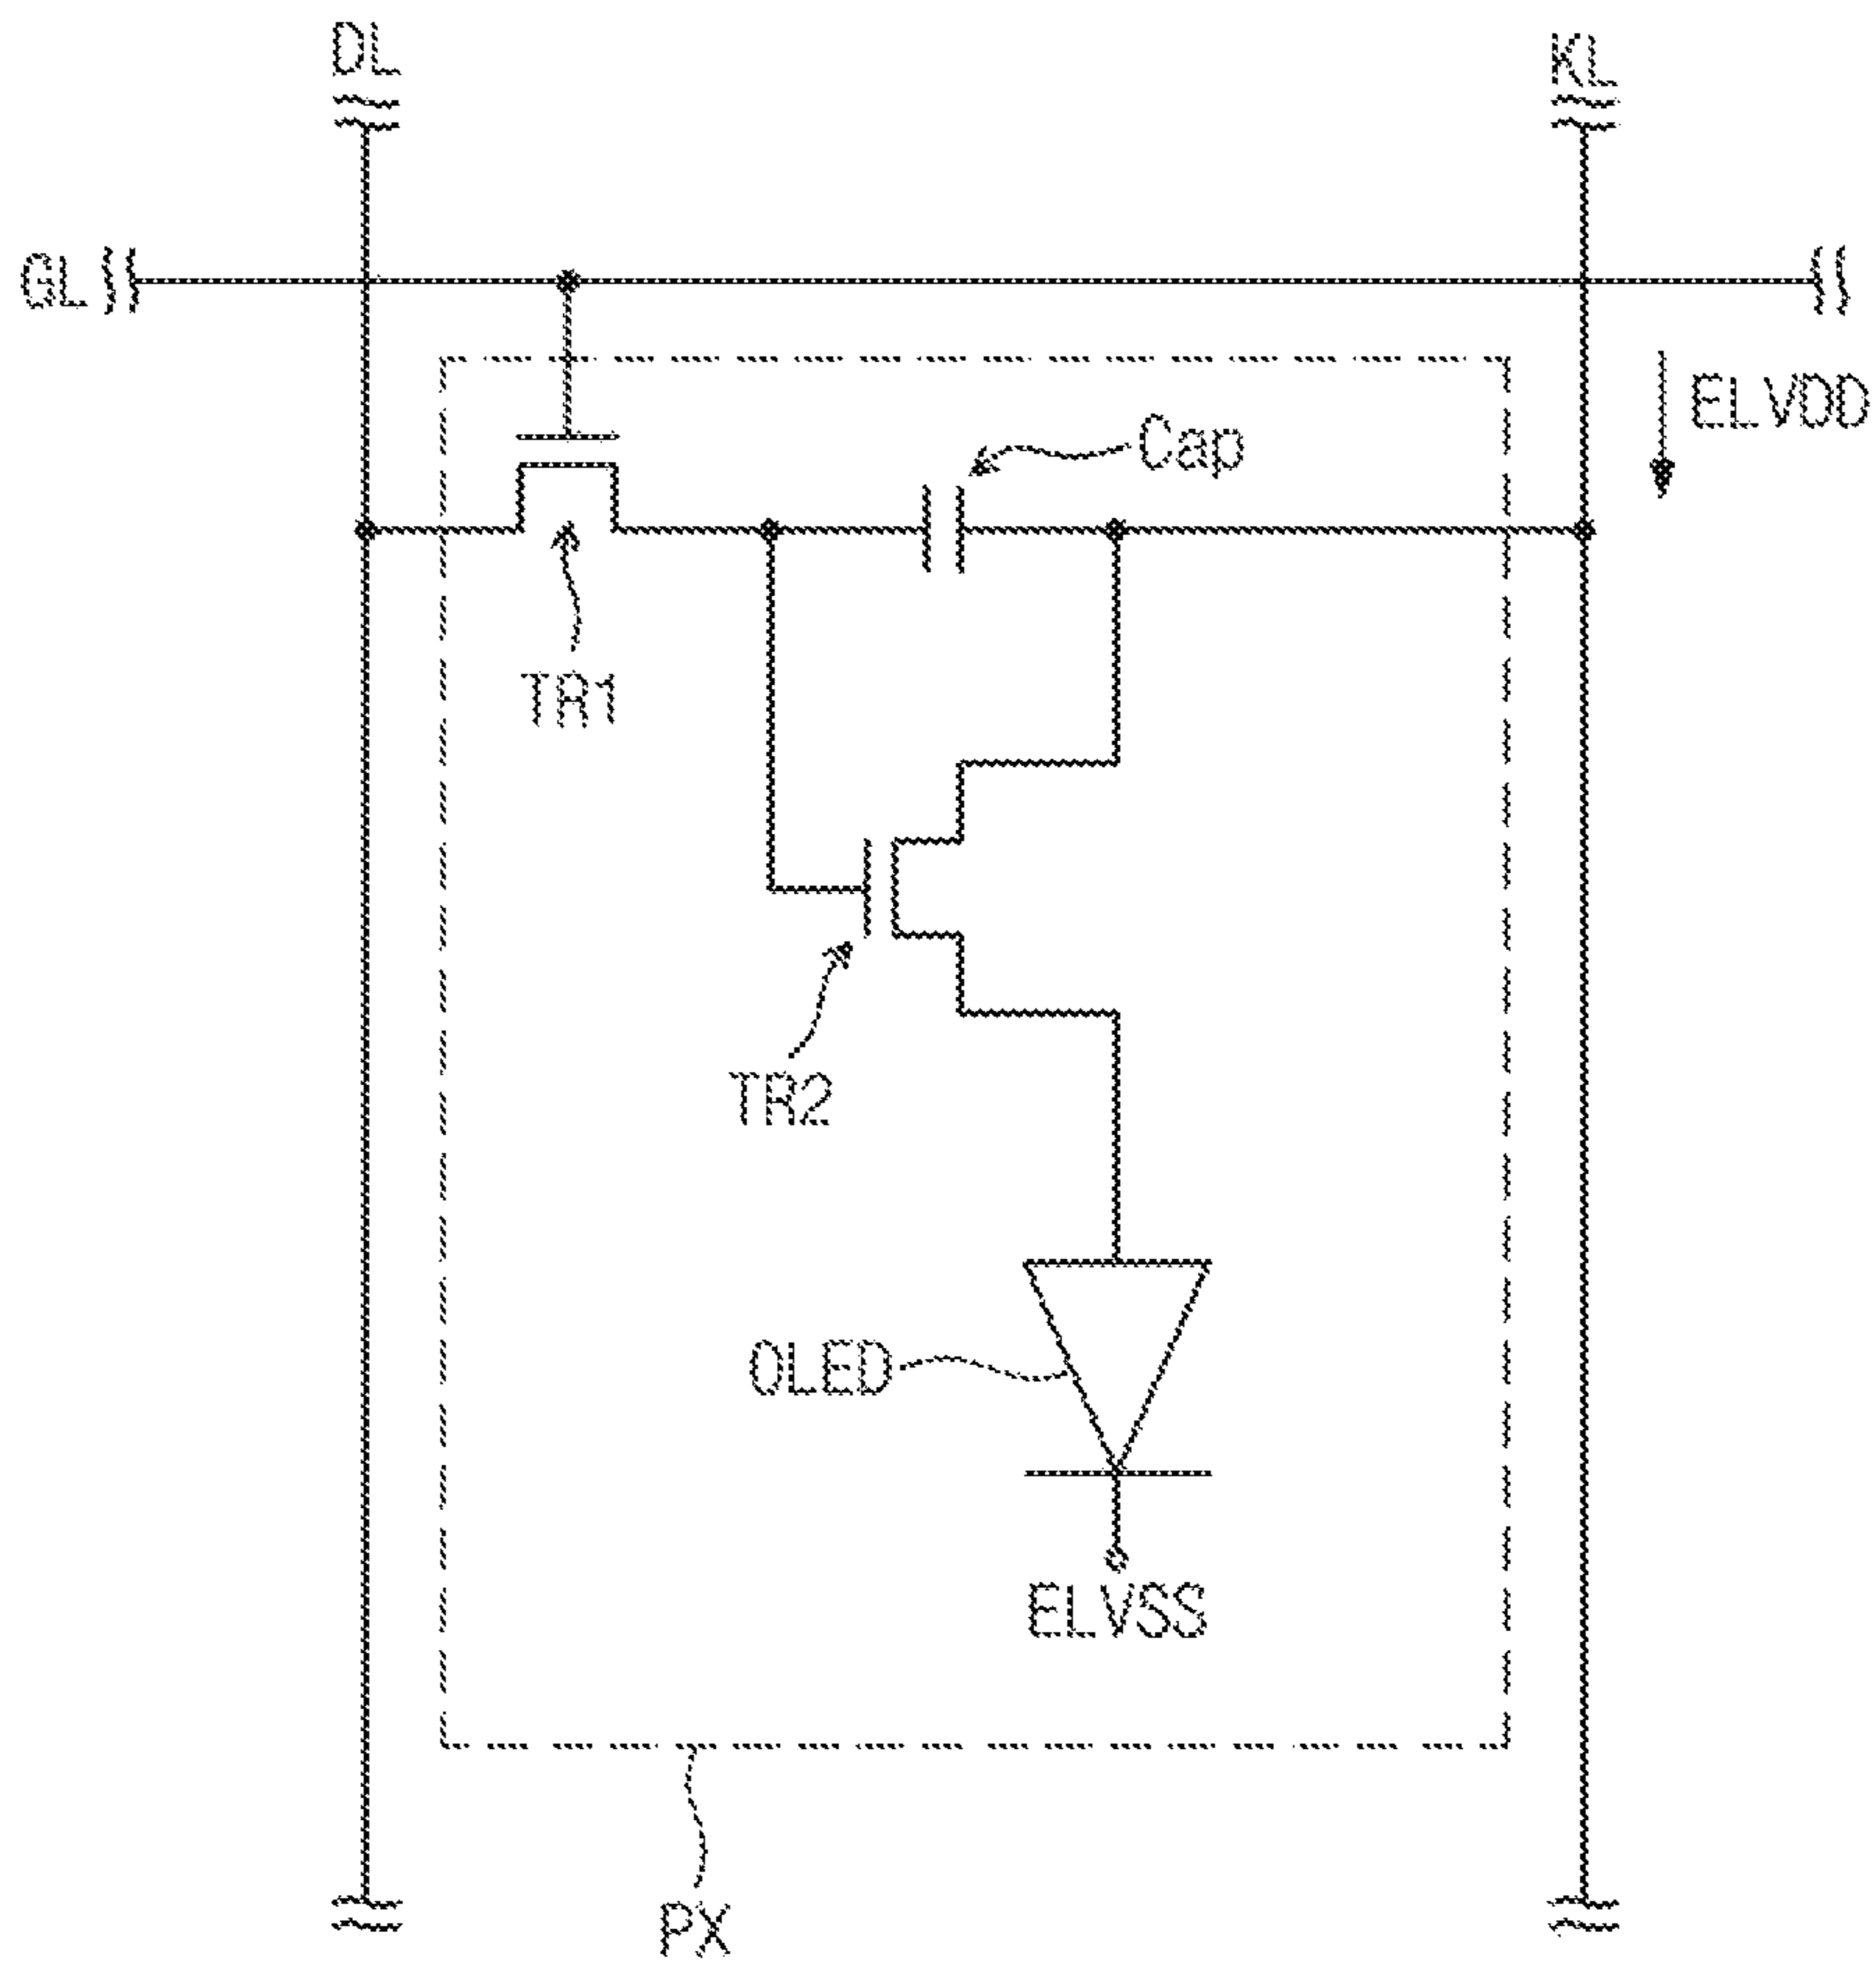 DL
KL
GL
ELVDD
Cap
TR1
TR2
OLED
ELVSS
PX